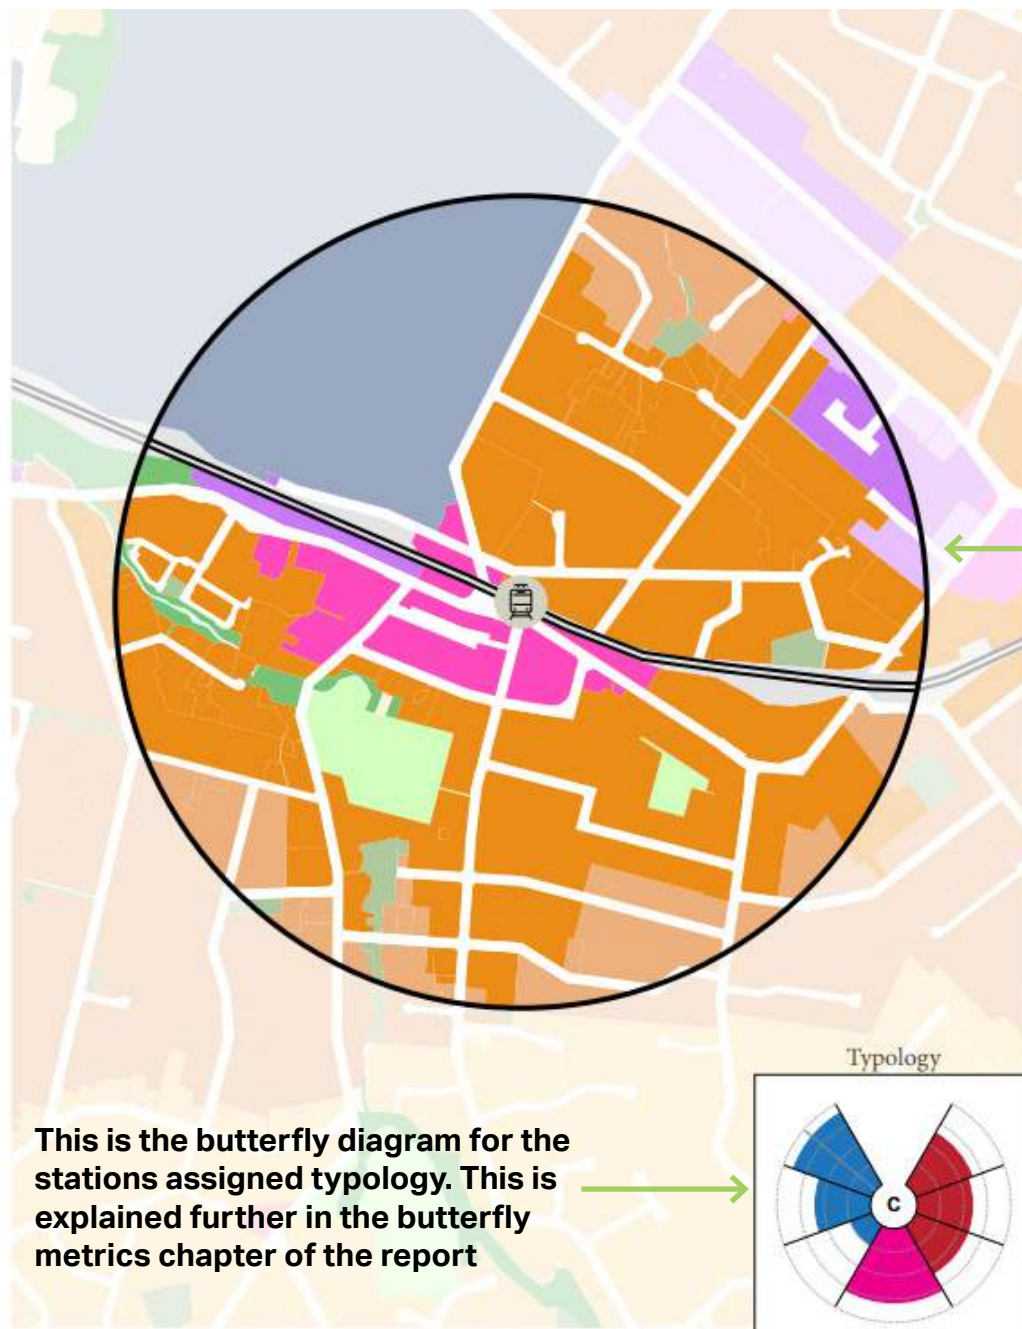 Typology
This is the butterfly diagram for the
stations assigned typology. This is
explained further in the butterfly
metrics chapter of the report
C